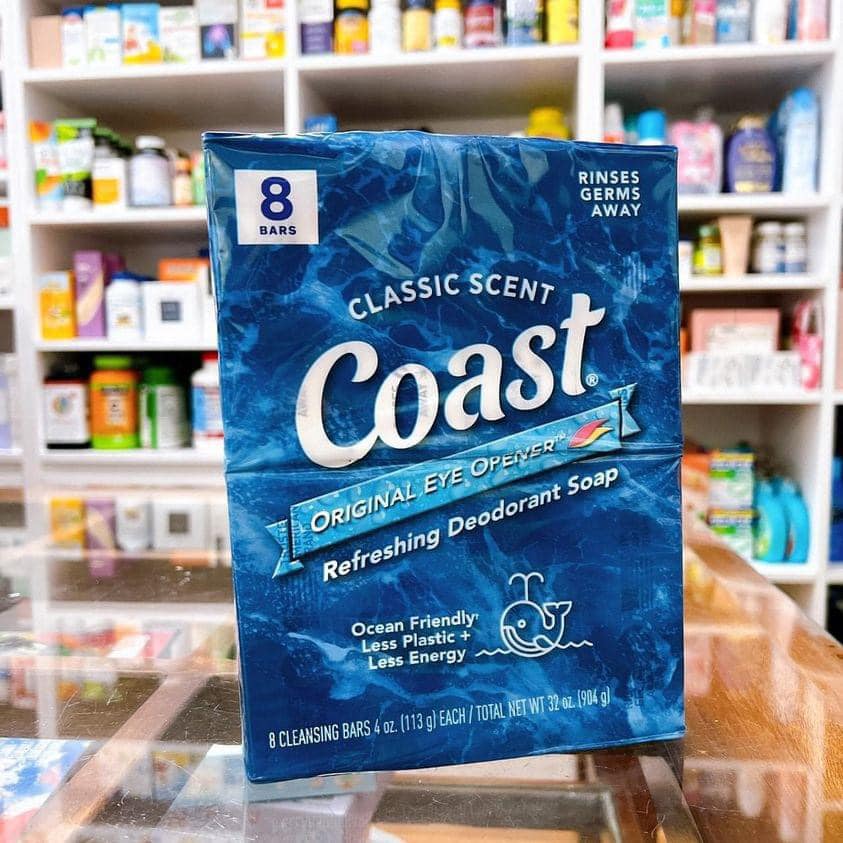 8
BARS
RINSES
GERMS
AWAY
CLASSIC SCENT
Coast®
ORIGINAL EYE OPENER™
Refreshing Deodorant Soap
Ocean Friendly†
Less Plastic +
Less Energy
8 CLEANSING BARS 4 oz. (113 g) EACH / TOTAL NET WT 32 oz. (904 g)